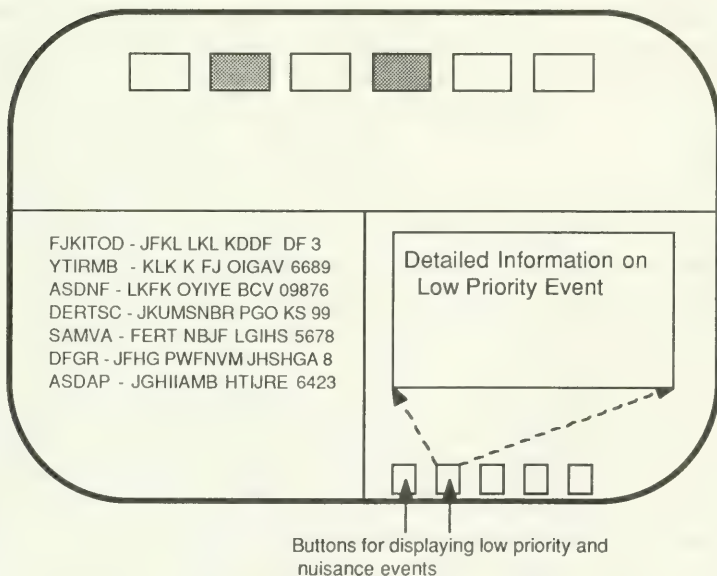 FJKITOD - JFKL LKL KDDF DF 3
YTIRMB - KLK K FJ OIGAV 6689
ASDNF - LKFK OYIYE BCV 09876
DERTSC - JKUMSNBR PGO KS 99
SAMVA - FERT NBJF LGIHS 5678
DFGR - JFHG PWFNVM JHSHGA 8
ASDAP - JGHIIAMB HTIJRE 6423
Detailed Information on
Low Priority Event
Buttons for displaying low priority and
nuisance events